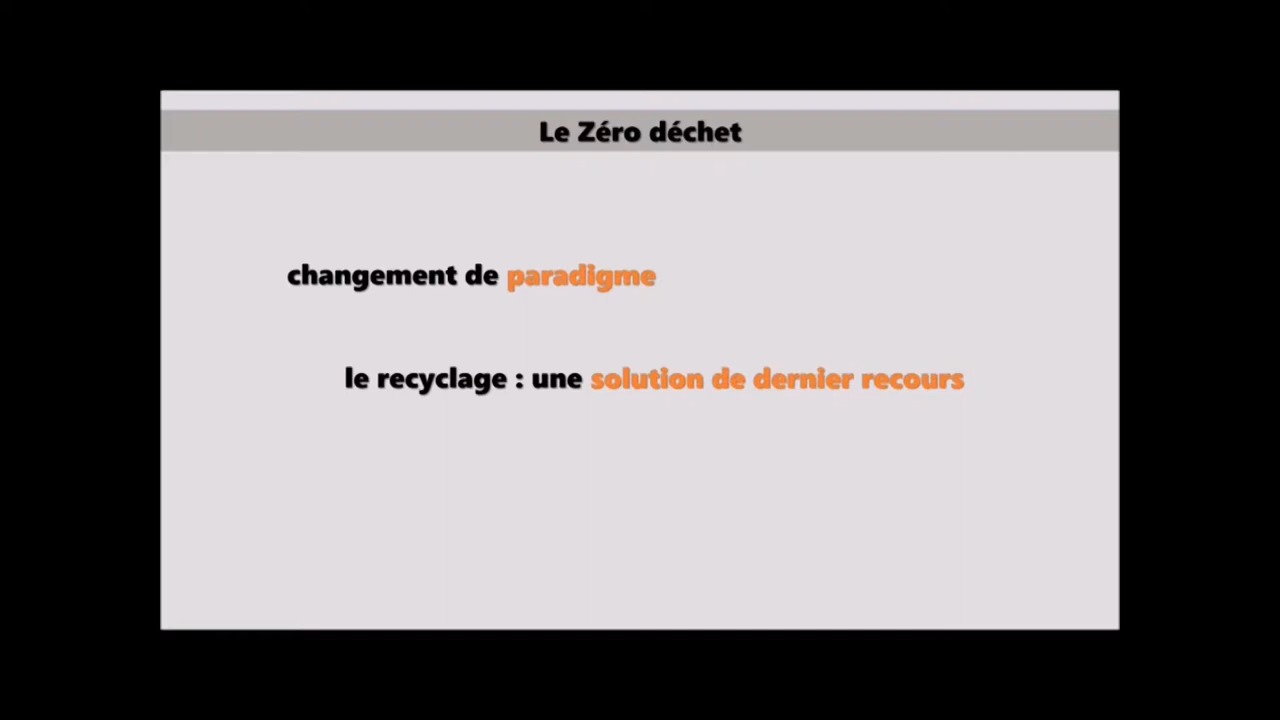 Le Zéro déchet
changement de paradigme
le recyclage : une solution de dernier recours